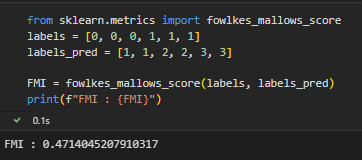 from sklearn.metrics import fowlkes_mallows_score
labels = [0, 0, 0, 1, 1, 1]
labels_pred = [1, 1, 2, 2, 3, 3]
FMI = fowlkes_mallows_score(labels, labels_pred)
print(f"FMI : {FMI}")
✓ 0.1s
FMI : 0.4714045207910317